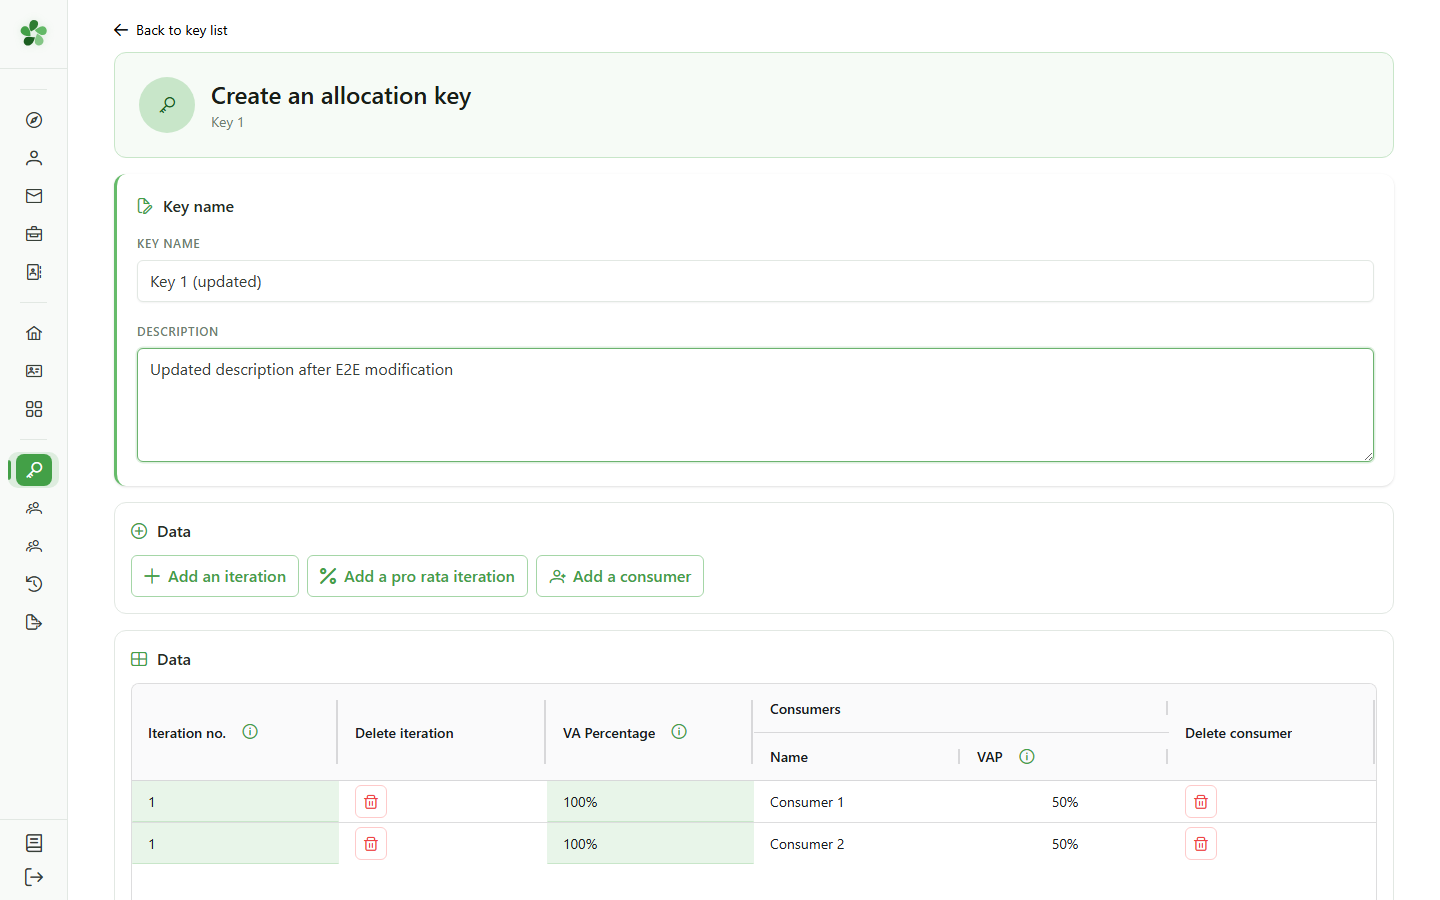 Back to key list
Create an allocation key
Key 1
Key name
KEY NAME
Key 1 (updated)
DESCRIPTION
Updated description after E2E modification
Data
Add an iteration
Add a pro rata iteration
Add a consumer
Data
Iteration no.
Delete iteration
VA Percentage
Consumers
Name
VAP
Delete consumer
1 100% Consumer 1 50%
1 100% Consumer 2 50%